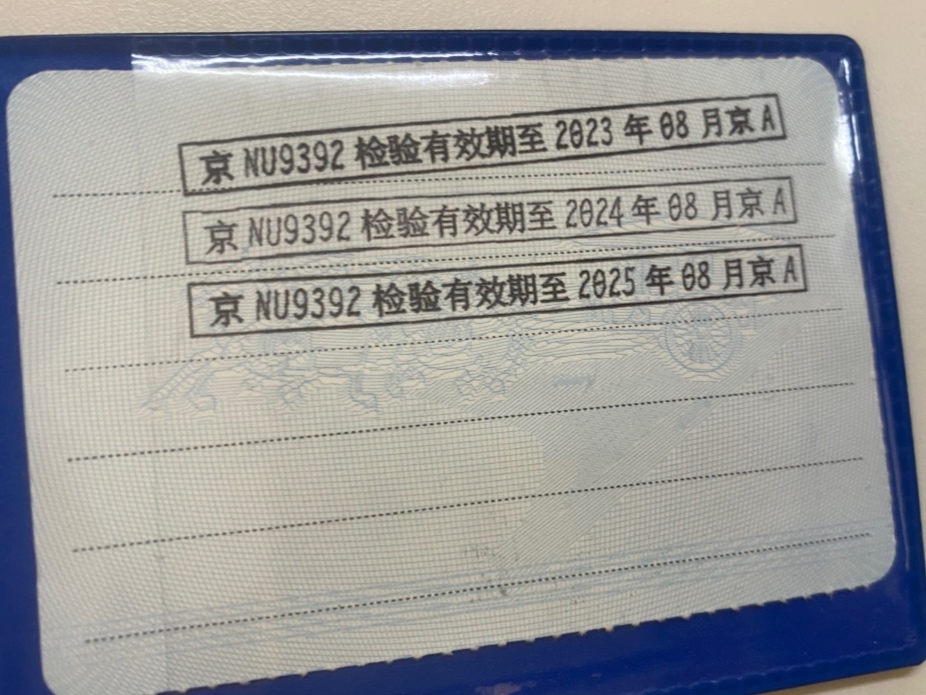 京 NU9392 检验有效期至 2023 年 08 月京 A
京 NU9392 检验有效期至 2024 年 08 月京 A
京 NU9392 检验有效期至 2025 年 08 月京 A